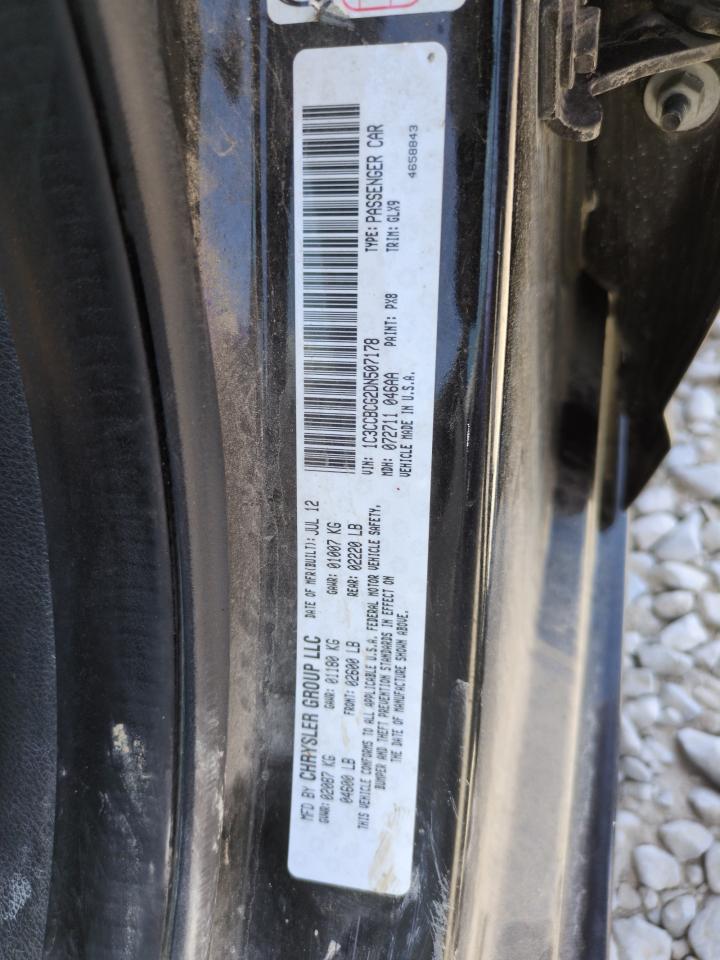 MFD BY CHRYSLER GROUP LLC DATE OF MFR(BUILT): JUL 12
GVWR: 02087 KG GAWR: 01180 KG GAWR: 01007 KG
04600 LB FRONT: 02600 LB REAR: 02220 LB
THIS VEHICLE CONFORMS TO ALL APPLICABLE U.S.A. FEDERAL MOTOR VEHICLE SAFETY,
BUMPER AND THEFT PREVENTION STANDARDS IN EFFECT ON
THE DATE OF MANUFACTURE SHOWN ABOVE.
VIN: 1C3CCBCG2DN507178 TYPE: PASSENGER CAR
MDH: 072711 046AA PAINT: PX8 TRIM: GLX9
VEHICLE MADE IN U.S.A. 4658843